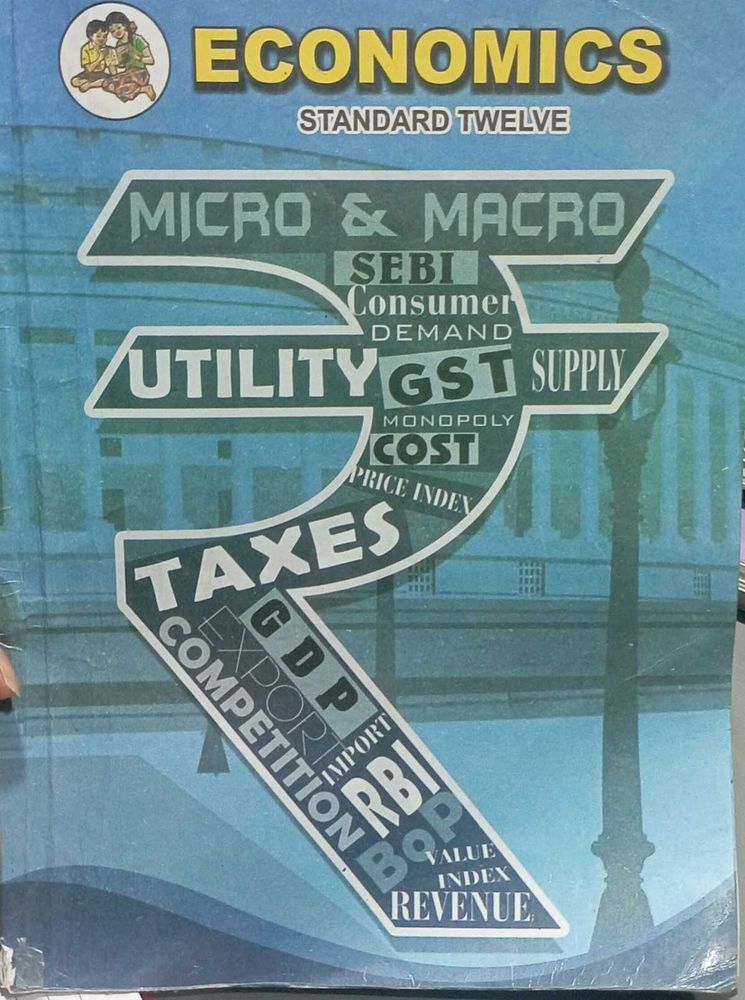 ECONOMICS
STANDARD TWELVE
MICRO & MACRO
SEBI
Consumer
DEMAND
UTILITY GST SUPPLY
MONOPOLY
COST
PRICE INDEX
TAXES
GDP
EXPORT
COMPETITION
IMPORT
RBI
BOP
VALUE
INDEX
REVENUE